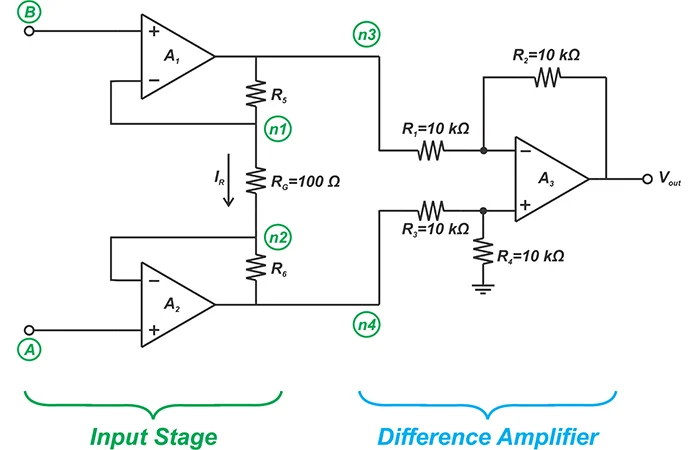 B
n3
R2=10 kΩ
+
A1
−
R5
n1
R1=10 kΩ
−
A3
+
Vout
IR
RG=100 Ω
n2
R3=10 kΩ
R4=10 kΩ
−
A2
+
R6
A
n4
Input Stage
Difference Amplifier